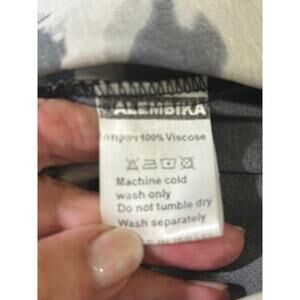 ALEMBIKA
100% Viscose
Machine cold
wash only
Do not tumble dry
Wash separately